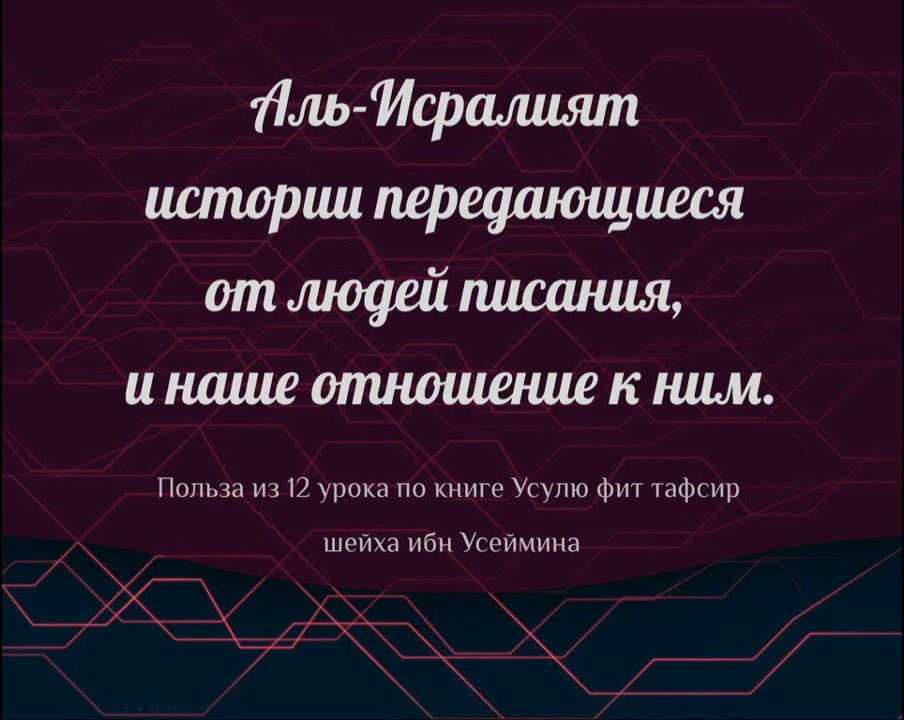 Аль-Исралият
истории передающиеся
от людей писания,
и наше отношение к ним.
Польза из 12 урока по книге Усулю фит тафсир
шейха ибн Усеймина